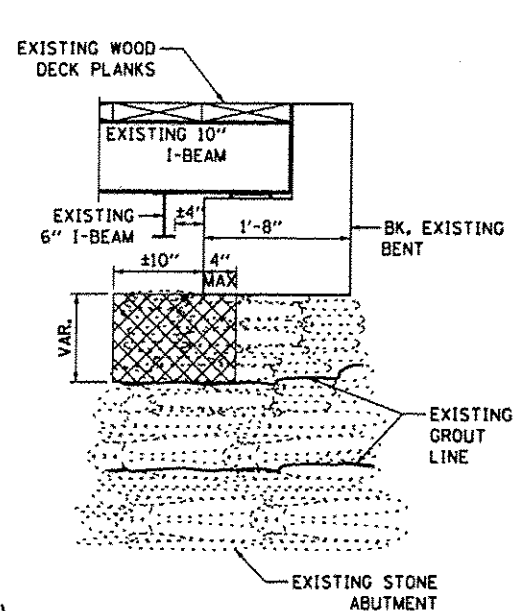 EXISTING WOOD
DECK PLANKS
EXISTING 10"
I-BEAM
EXISTING
6" I-BEAM
±4"
1'-8"
BK. EXISTING
BENT
±10"
4"
MAX
VAR.
EXISTING
GROUT
LINE
EXISTING STONE
ABUTMENT